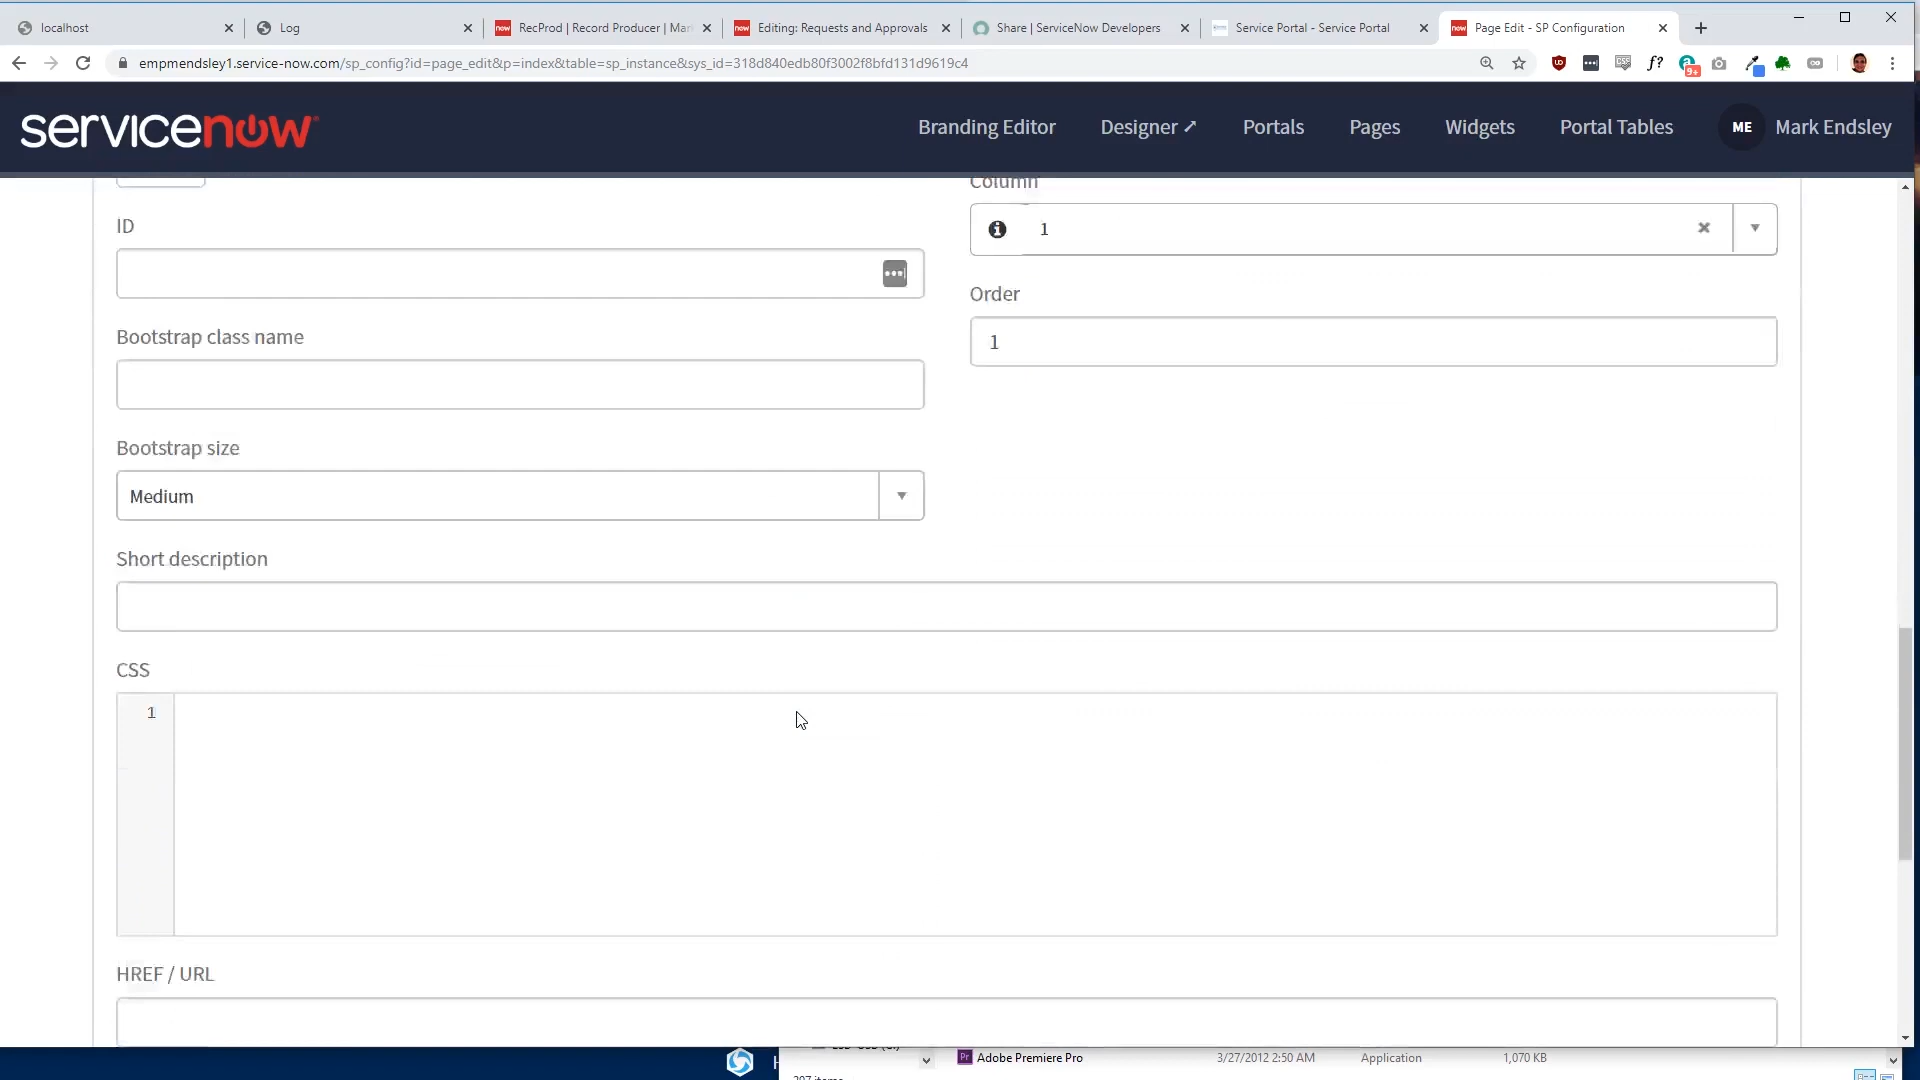 localhost
Log
RecProd | Record Producer | Mar
Editing: Requests and Approvals
Share | ServiceNow Developers
Service Portal - Service Portal
Page Edit - SP Configuration
empmendsley1.service-now.com/sp_config?id=page_edit&p=index&table=sp_instance&sys_id=318d840edb80f3002f8bfd131d9619c4
servicenow
Branding Editor
Designer
Portals
Pages
Widgets
Portal Tables
ME
Mark Endsley
Column
ID
1
Order
Bootstrap class name
1
Bootstrap size
Medium
Short description
CSS
1
HREF / URL
Adobe Premiere Pro
3/27/2012 2:50 AM
Application
1,070 KB